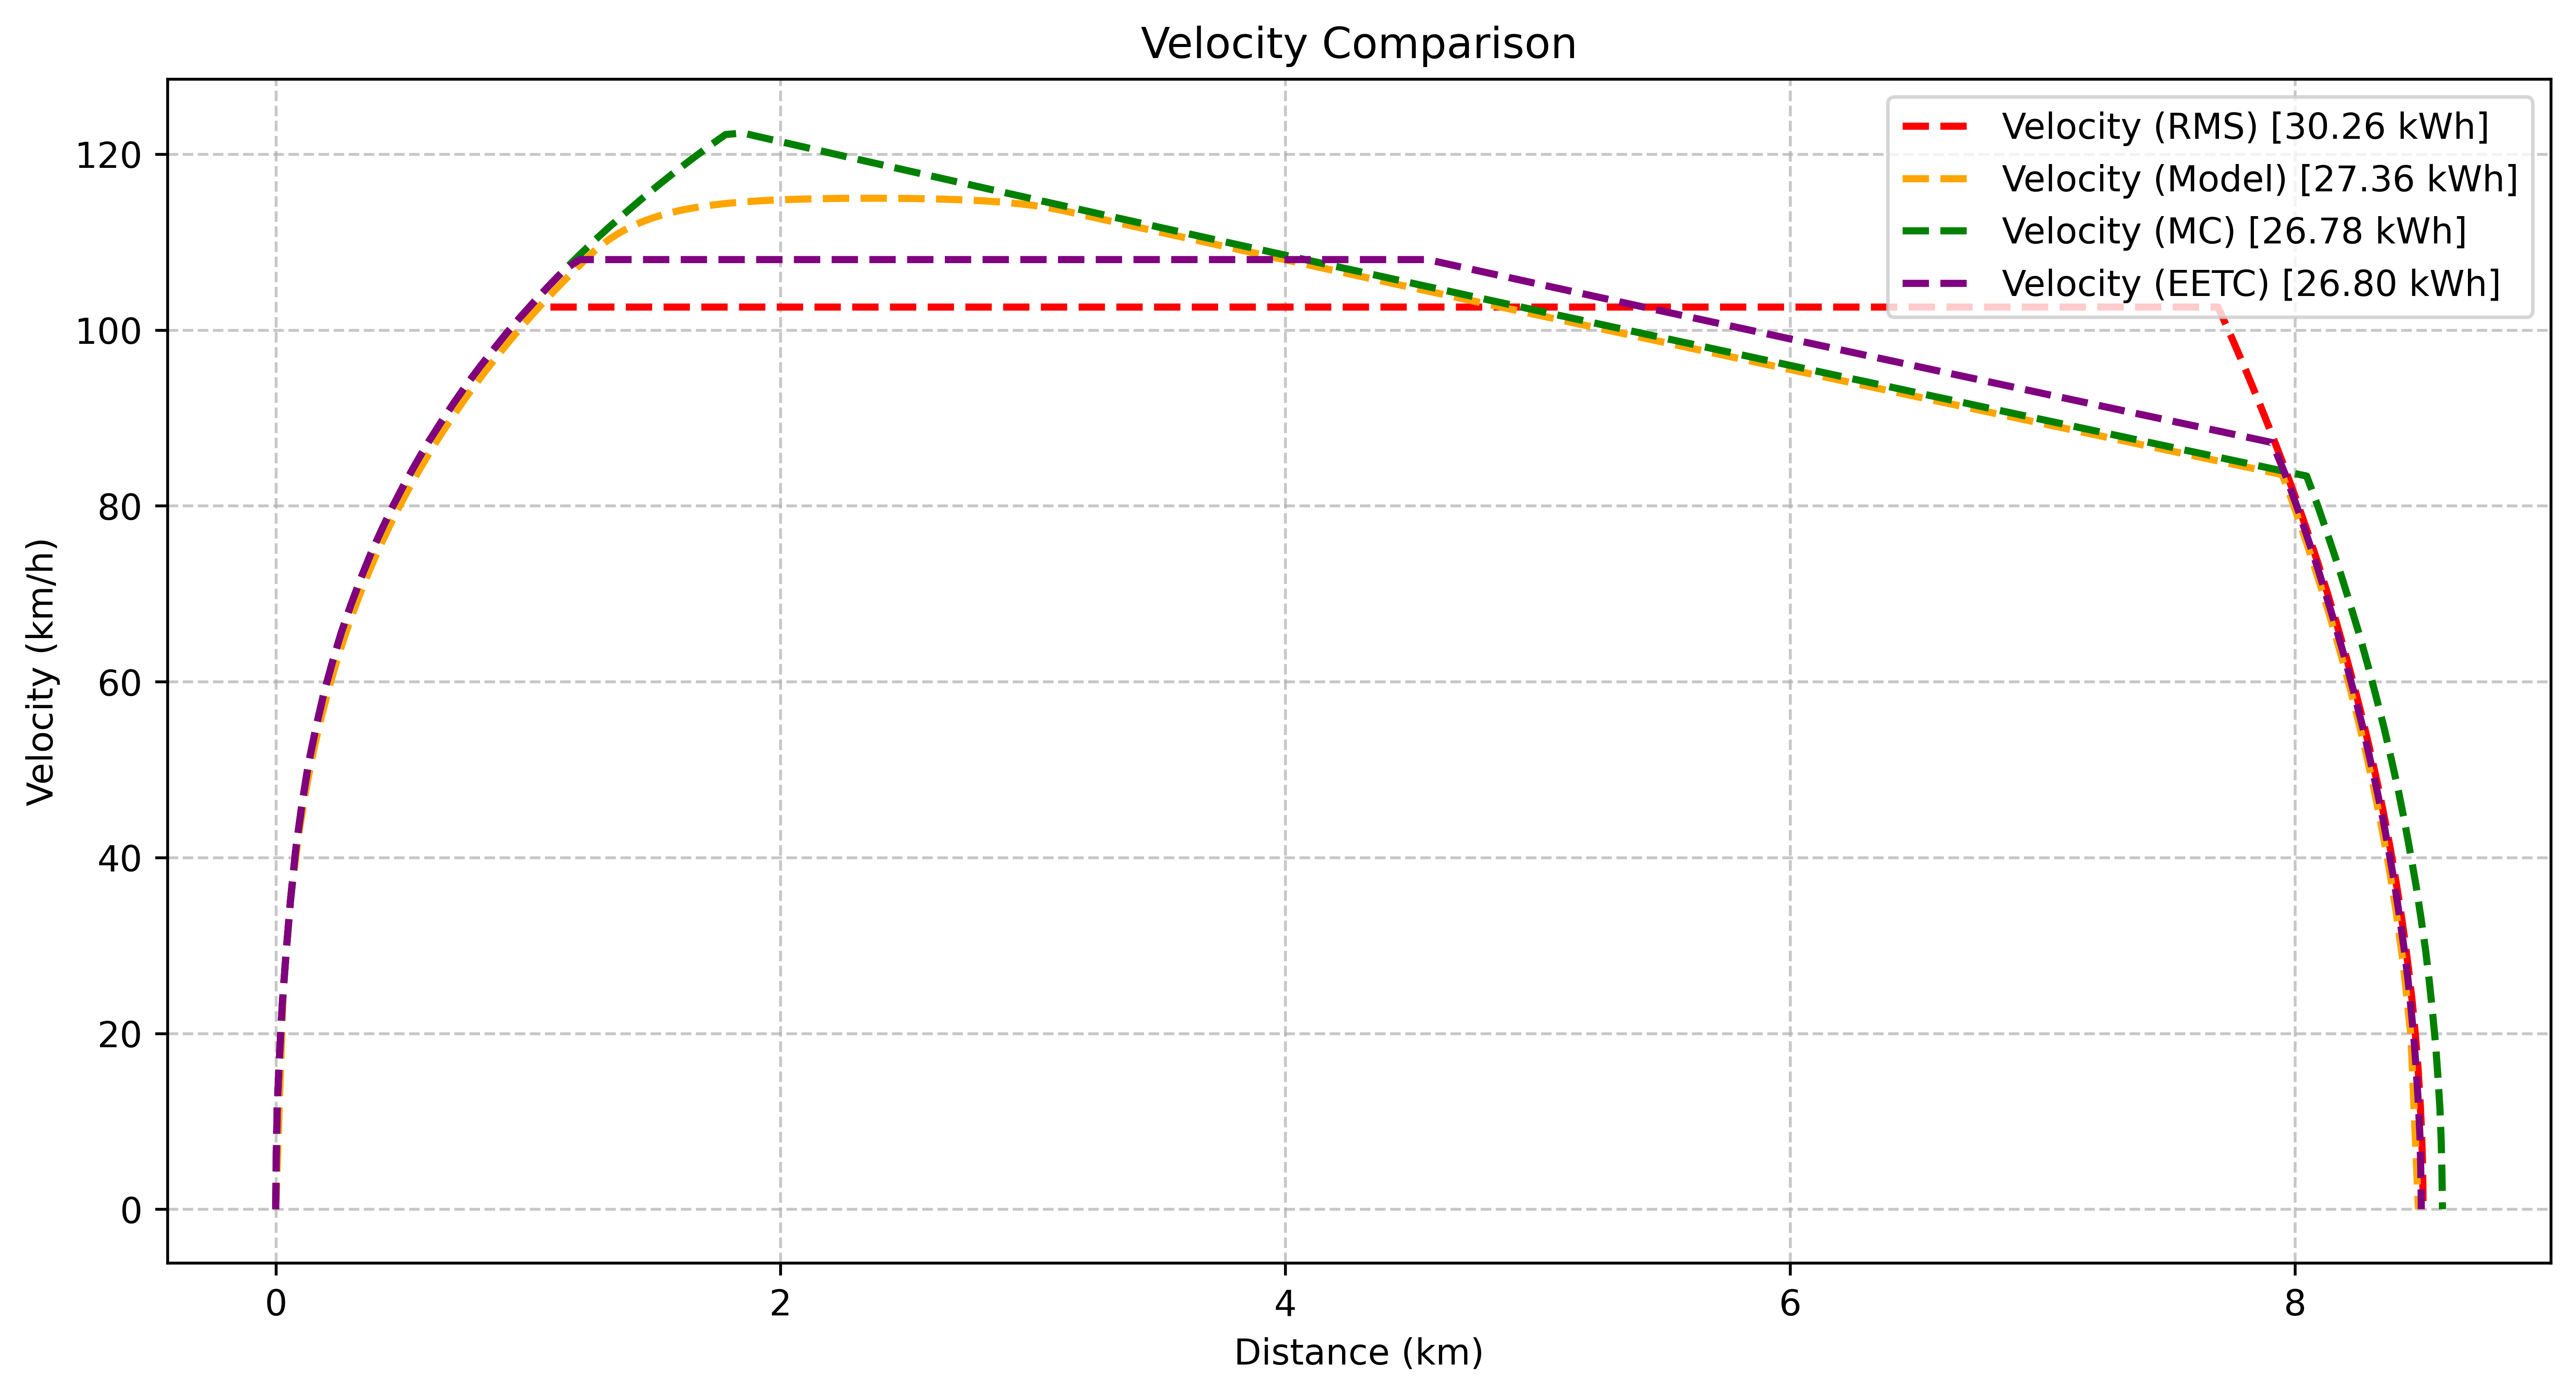 Velocity Comparison
Velocity (RMS) [30.26 kWh]
Velocity (Model) [27.36 kWh]
Velocity (MC) [26.78 kWh]
Velocity (EETC) [26.80 kWh]
Velocity (km/h)
120
100
80
60
40
20
0
0 2 4 6 8
Distance (km)